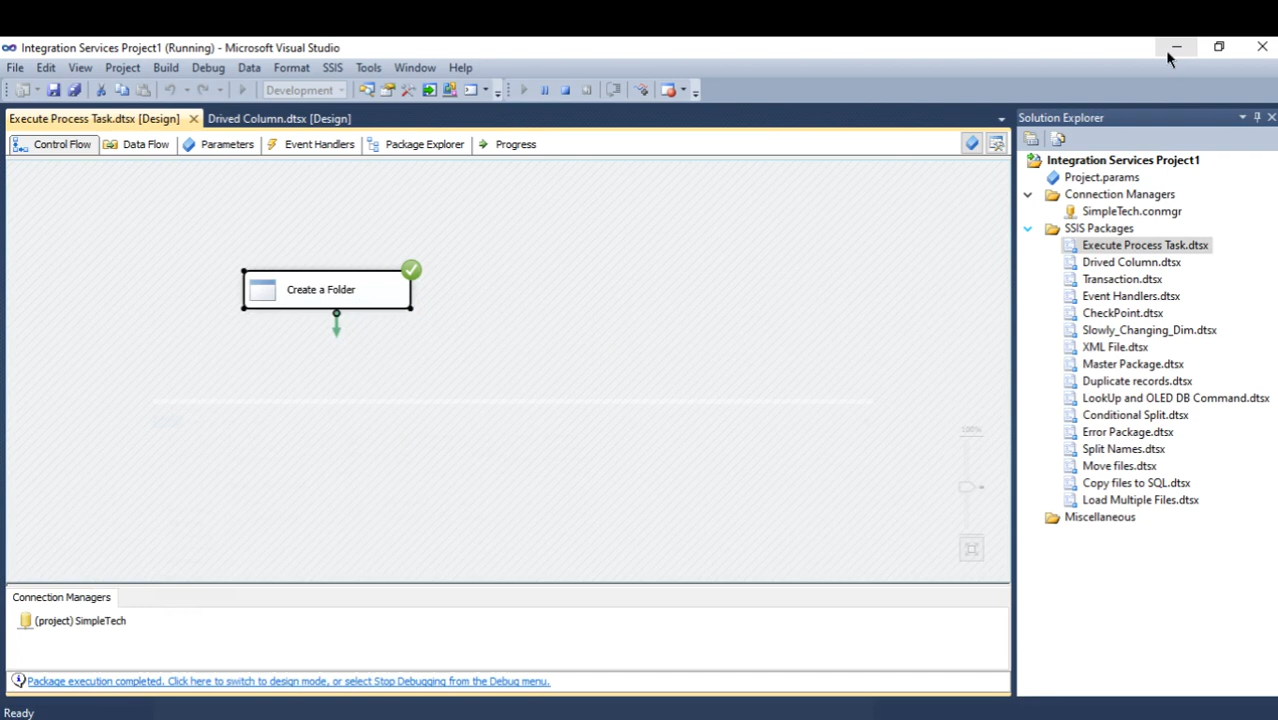 Integration Services Project1 (Running) - Microsoft Visual Studio
File Edit View Project Build Debug Data Format SSIS Tools Window Help
Development
Execute Process Task.dtsx [Design] Drived Column.dtsx [Design]
Control Flow Data Flow Parameters Event Handlers Package Explorer Progress
Create a Folder
100%
Connection Managers
(project) SimpleTech
Package execution completed. Click here to switch to design mode, or select Stop Debugging from the Debug menu.
Ready
Solution Explorer
Integration Services Project1
Project.params
Connection Managers
SimpleTech.conmgr
SSIS Packages
Execute Process Task.dtsx
Drived Column.dtsx
Transaction.dtsx
Event Handlers.dtsx
CheckPoint.dtsx
Slowly_Changing_Dim.dtsx
XML File.dtsx
Master Package.dtsx
Duplicate records.dtsx
LookUp and OLED DB Command.dtsx
Conditional Split.dtsx
Error Package.dtsx
Split Names.dtsx
Move files.dtsx
Copy files to SQL.dtsx
Load Multiple Files.dtsx
Miscellaneous